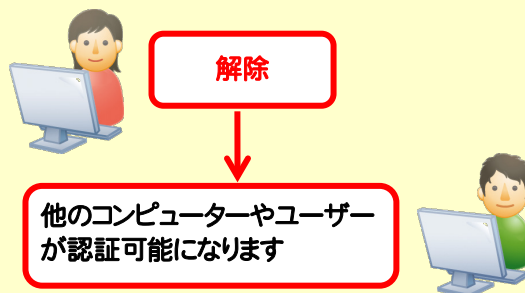 解除
他のコンピューターやユーザー
が認証可能になります